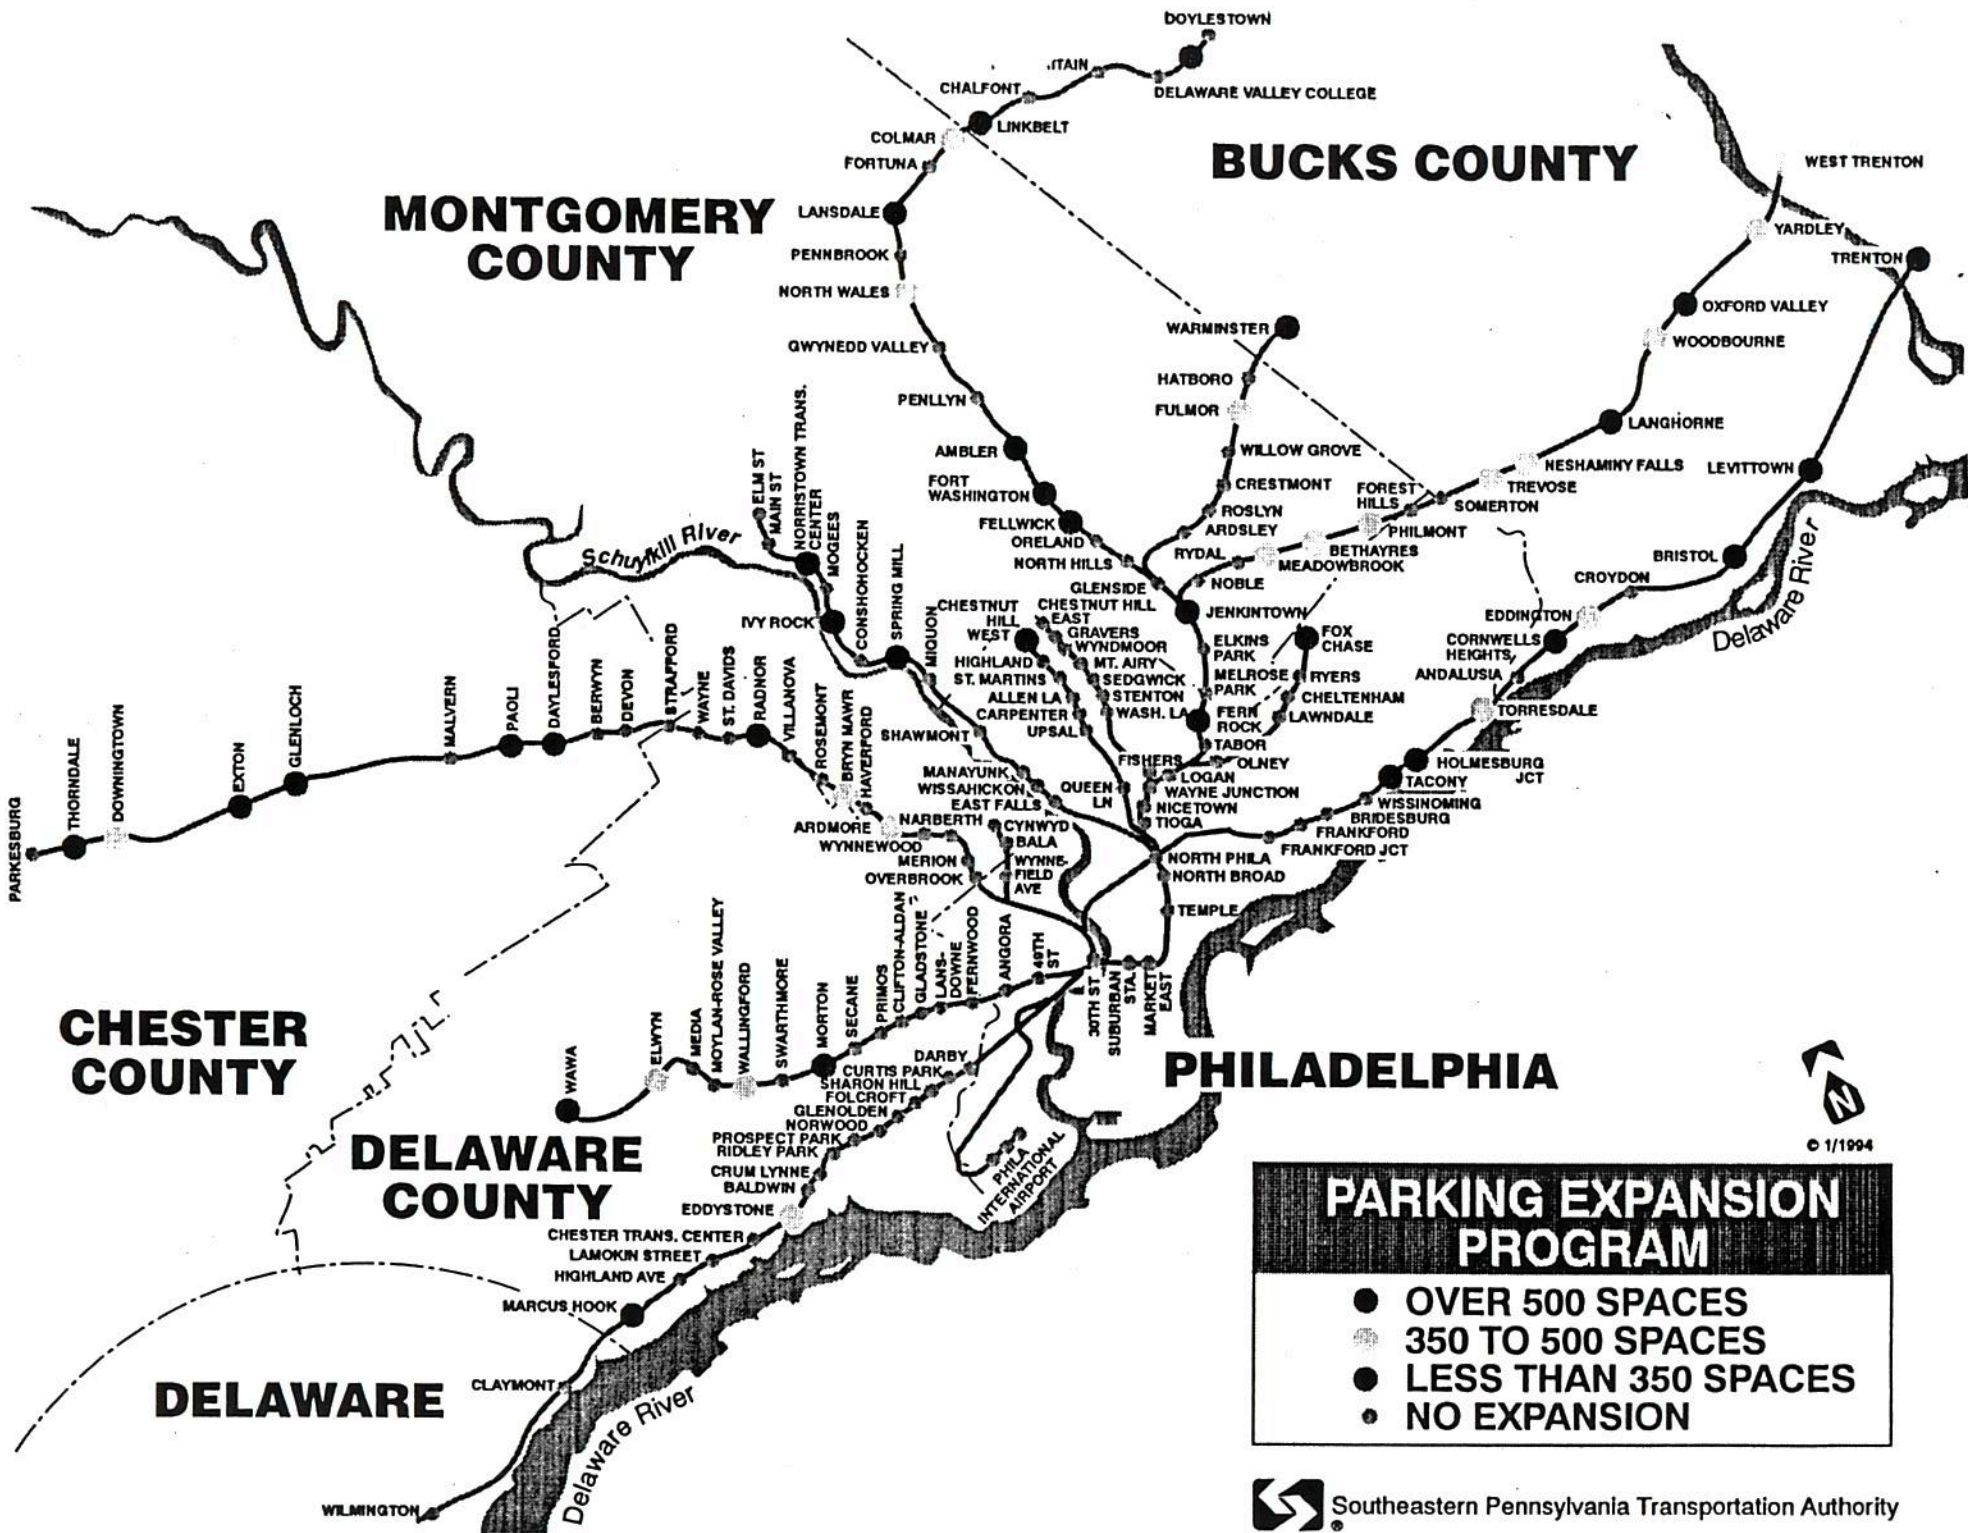 DOYLESTOWN
ITAIN
CHALFONT
DELAWARE VALLEY COLLEGE
LINKBELT
COLMAR
FORTUNA
BUCKS COUNTY
WEST TRENTON
MONTGOMERY
COUNTY
LANSDALE
YARDLEY
PENNBROOK
TRENTON
NORTH WALES
OXFORD VALLEY
WARMINSTER
WOODBOURNE
GWYNEDD VALLEY
HATBORO
PENLLYN
FULMOR
LANGHORNE
AMBLER
WILLOW GROVE
NESHAMINY FALLS
LEVITTOWN
TREVOSE
FORT
WASHINGTON
CRESTMONT
FOREST
HILLS
SOMERTON
ELM ST
MAIN ST
NORRISTOWN TRANS.
CENTER
MOGEES
CONSHOHOCKEN
SPRING MILL
MIQUON
FELLWICK
ROSLYN
ARDSLEY
PHILMONT
ORELAND
RYDAL
BETHAYRES
MEADOWBROOK
NORTH HILLS
NOBLE
BRISTOL
Schuylkill River
GLENSIDE
CROYDON
CHESTNUT
HILL
WEST
CHESTNUT HILL
EAST
JENKINTOWN
EDDINGTON
Delaware River
IVY ROCK
GRAVERS
WYNDMOOR
ELKINS
PARK
FOX
CHASE
CORNWELLS
HEIGHTS
HIGHLAND
MT. AIRY
ST. MARTINS
SEDGWICK
MELROSE
PARK
RYERS
ANDALUSIA
ALLEN LA
STENTON
CHELTENHAM
CARPENTER
WASH. LA
FERN
ROCK
LAWNDALE
TORRESDALE
UPSAL
SHAWMONT
TABOR
FISHERS
OLNEY
HOLMESBURG
JCT
MANAYUNK
LOGAN
TACONY
WISSAHICKON
QUEEN
LN
WAYNE JUNCTION
WISSINOMING
EAST FALLS
NICETOWN
BRIDESBURG
TIOGA
FRANKFORD
FRANKFORD JCT
PARKESBURG
THORNDALE
DOWNINGTOWN
EXTON
GLENLOCH
MALVERN
PAOLI
DAYLESFORD
BERWYN
DEVON
STRAFFORD
WAYNE
ST. DAVIDS
RADNOR
VILLANOVA
ROSEMONT
BRYN MAWR
HAVERFORD
ARDMORE
WYNNEWOOD
NARBERTH
MERION
OVERBROOK
CYNWYD
BALA
WYNNE-
FIELD
AVE
NORTH PHILA
NORTH BROAD
TEMPLE
WAWA
ELWYN
MEDIA
MOYLAN-ROSE VALLEY
WALLINGFORD
SWARTHMORE
MORTON
SECANE
PRIMOS
CLIFTON-ALDAN
GLADSTONE
LANS-
DOWNE
FERNWOOD
ANGORA
49TH
ST
30TH ST
SUBURBAN
STA.
MARKET
EAST
CHESTER
COUNTY
PHILADELPHIA
DARBY
CURTIS PARK
SHARON HILL
FOLCROFT
GLENOLDEN
NORWOOD
PROSPECT PARK
RIDLEY PARK
CRUM LYNNE
BALDWIN
DELAWARE
COUNTY
EDDYSTONE
CHESTER TRANS. CENTER
LAMOKIN STREET
HIGHLAND AVE
MARCUS HOOK
PHILA
INTERNATIONAL
AIRPORT
DELAWARE
CLAYMONT
WILMINGTON
Delaware River
N
© 1/1994
PARKING EXPANSION
PROGRAM
OVER 500 SPACES
350 TO 500 SPACES
LESS THAN 350 SPACES
NO EXPANSION
Southeastern Pennsylvania Transportation Authority
®